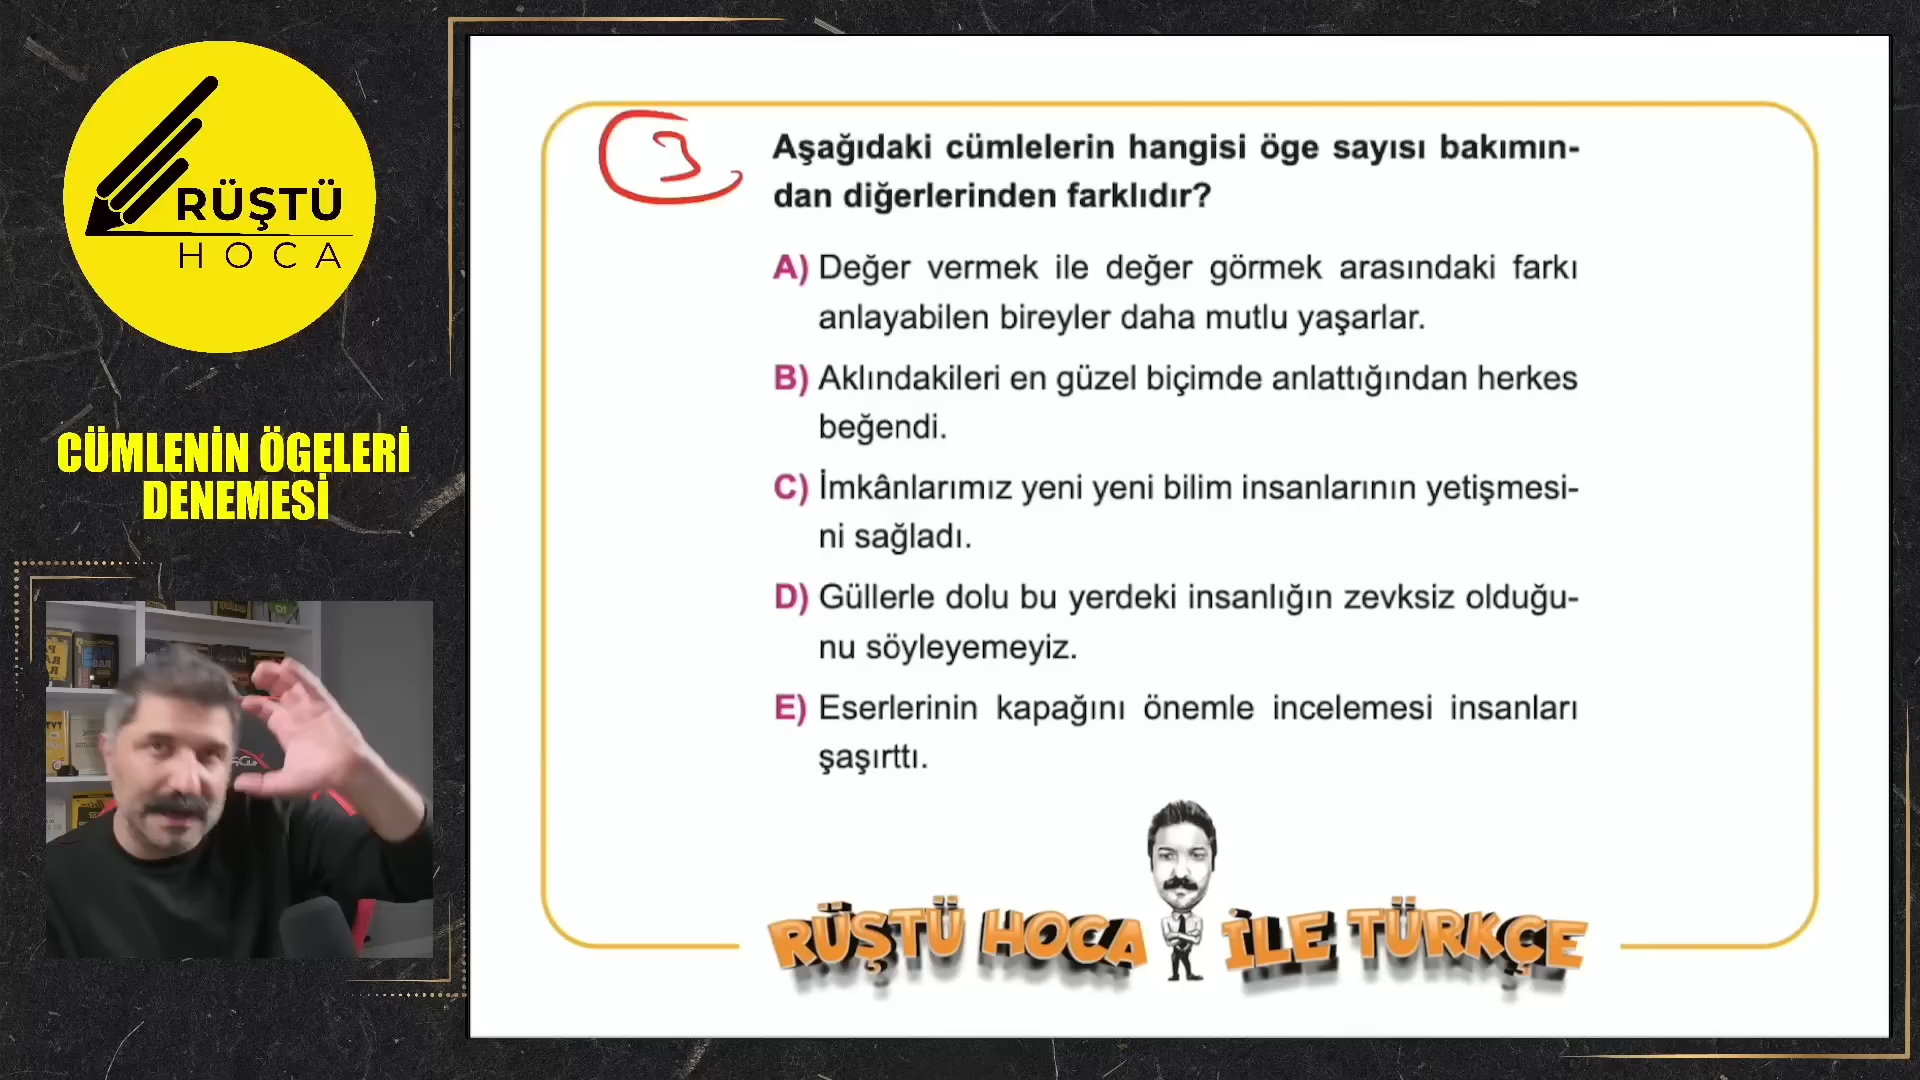 RÜŞTÜ
HOCA
CÜMLENİN ÖGELERİ
DENEMESİ
3
Aşağıdaki cümlelerin hangisi öge sayısı bakımın-
dan diğerlerinden farklıdır?
A) Değer vermek ile değer görmek arasındaki farkı
anlayabilen bireyler daha mutlu yaşarlar.
B) Aklındakileri en güzel biçimde anlattığından herkes
beğendi.
C) İmkânlarımız yeni yeni bilim insanlarının yetişmesi-
ni sağladı.
D) Güllerle dolu bu yerdeki insanlığın zevksiz olduğu-
nu söyleyemeyiz.
E) Eserlerinin kapağını önemle incelemesi insanları
şaşırttı.
RÜŞTÜ HOCA İLE TÜRKÇE